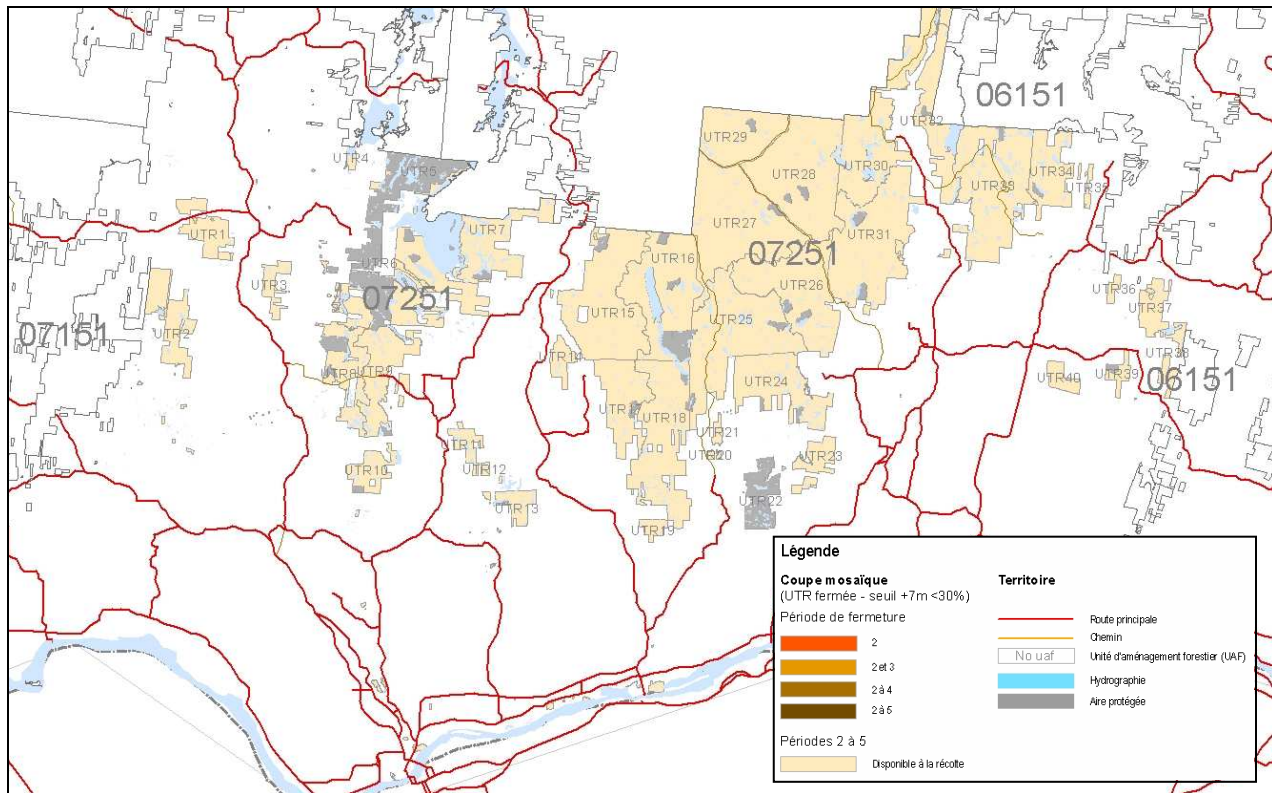 06151
UTR32
UTR29
UTR4
UTR5
UTR28
UTR30
UTR34
UTR33
UTR35
UTR1
UTR7
UTR27
UTR31
UTR6
07251
UTR16
07251
UTR3
UTR26
UTR36
UTR15
UTR25
UTR37
07151
UTR2
UTR14
UTR38
UTR8
UTR9
UTR24
UTR40
UTR39
06151
UTR17
UTR18
UTR11
UTR21
UTR20
UTR23
UTR10
UTR12
UTR13
UTR22
UTR19
Légende
Coupe mosaïque
(UTR fermée - seuil +7m <30%)
Période de fermeture
2
2 et 3
2 à 4
2 à 5
Périodes 2 à 5
Disponible à la récolte
Territoire
Route principale
Chemin
No uaf
Unité d'aménagement forestier (UAF)
Hydrographie
Aire protégée